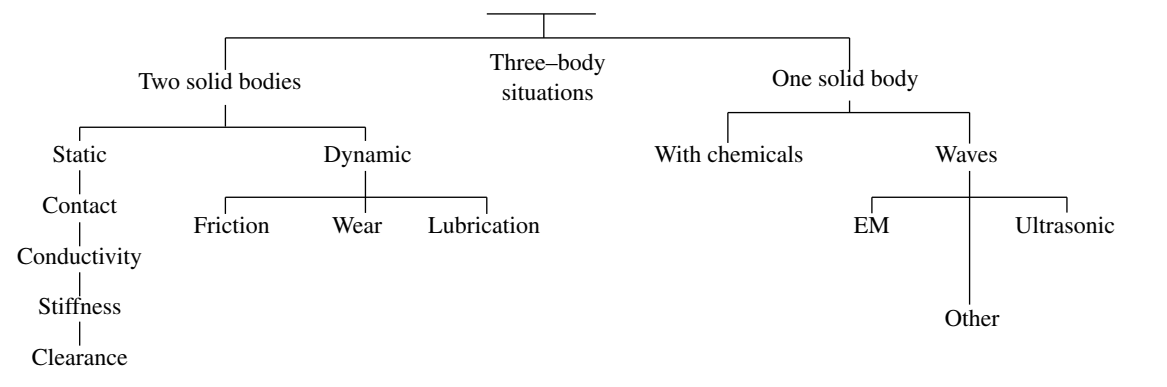 Three–body
situations
Two solid bodies
One solid body
Static
Dynamic
With chemicals
Waves
Contact
Friction
Wear
Lubrication
EM
Ultrasonic
Conductivity
Stiffness
Other
Clearance